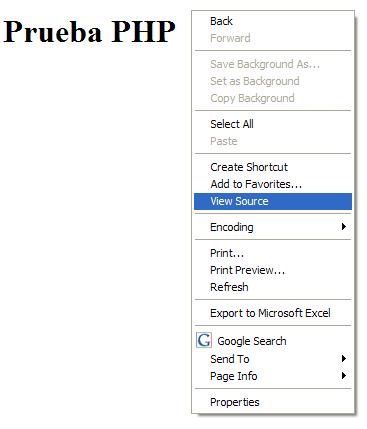 Prueba PHP
Back
Forward
Save Background As...
Set as Background
Copy Background
Select All
Paste
Create Shortcut
Add to Favorites...
View Source
Encoding
Print...
Print Preview...
Refresh
Export to Microsoft Excel
G Google Search
Send To
Page Info
Properties